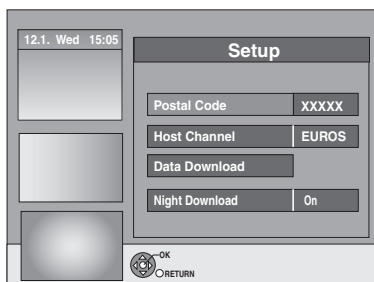 12.1. Wed 15:05
Setup
Postal Code XXXXX
Host Channel EUROS
Data Download
Night Download On
OK
RETURN